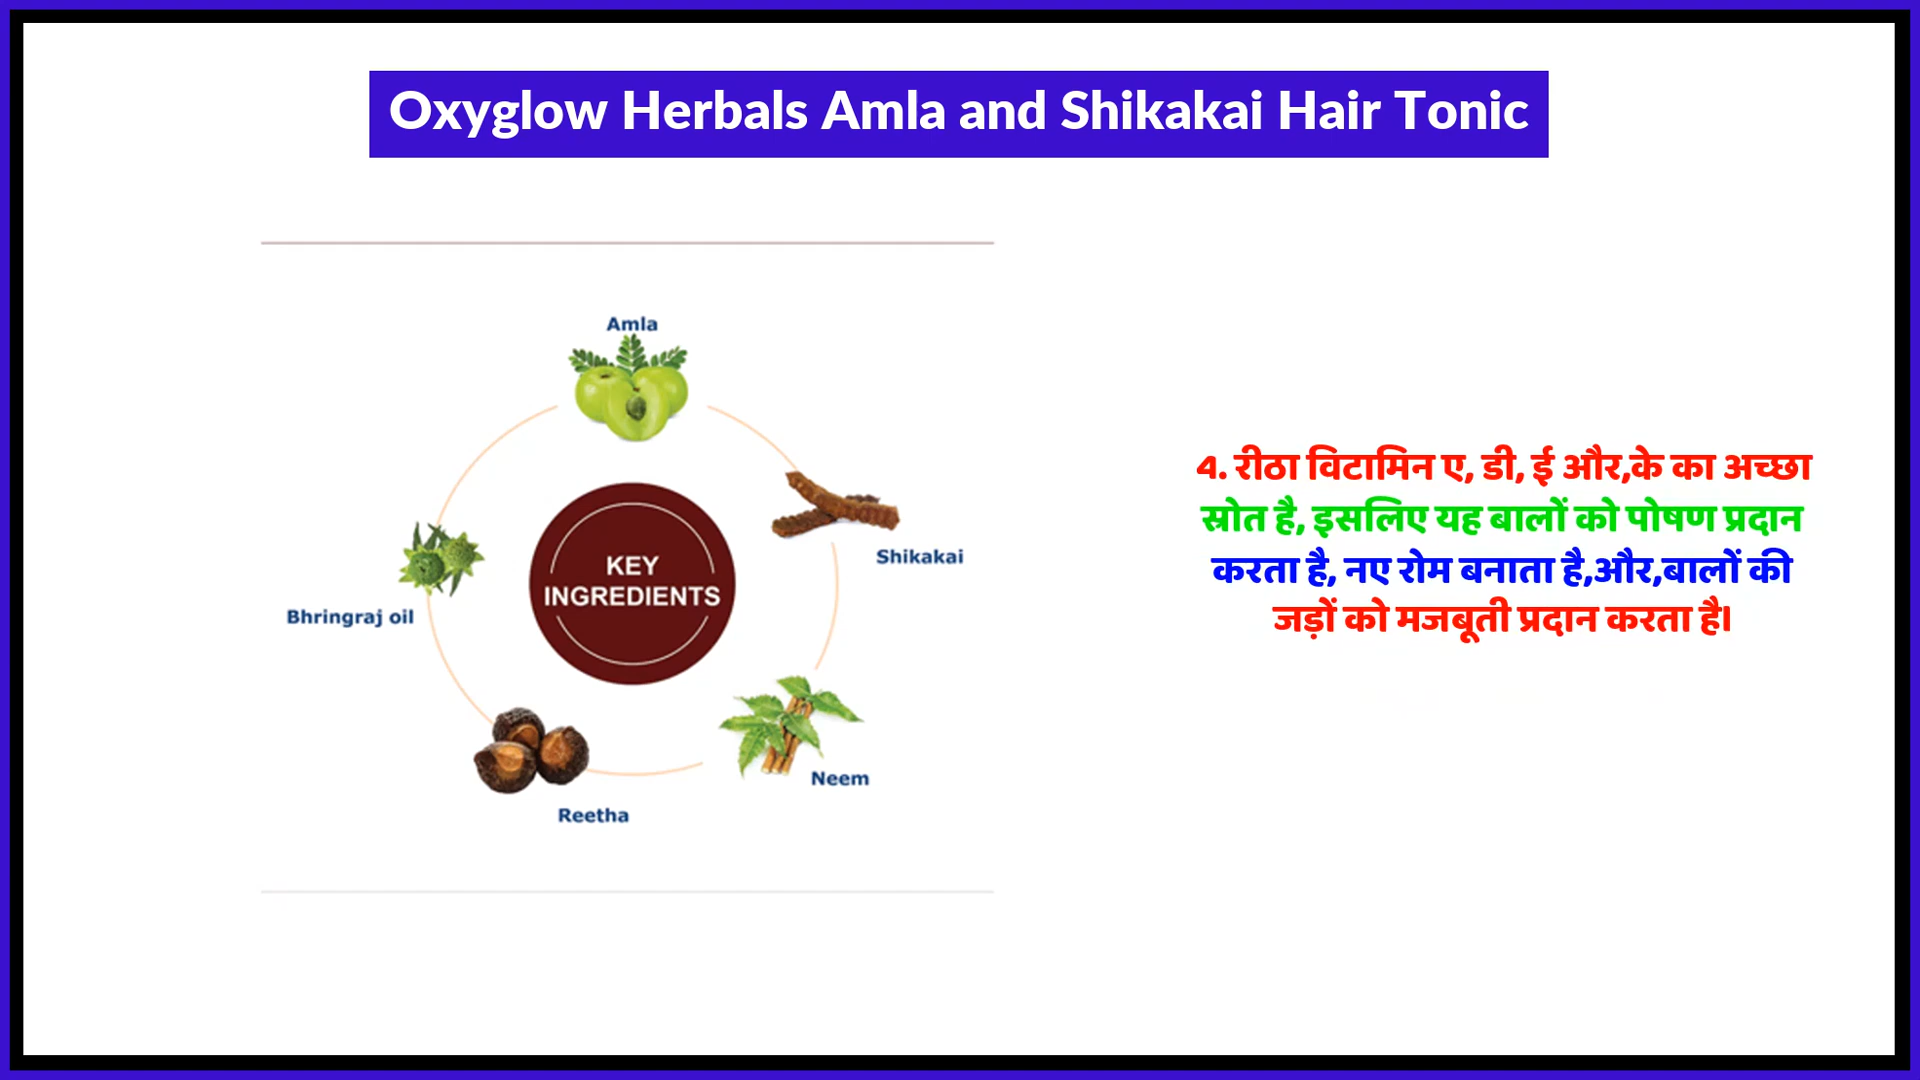 Oxyglow Herbals Amla and Shikakai Hair Tonic
Amla
Shikakai
KEY
INGREDIENTS
Bhringraj oil
Neem
Reetha
4. रीठा विटामिन ए, डी, ई और,के का अच्छा
स्रोत है, इसलिए यह बालों को पोषण प्रदान
करता है, नए रोम बनाता है,और,बालों की
जड़ों को मजबूती प्रदान करता है।